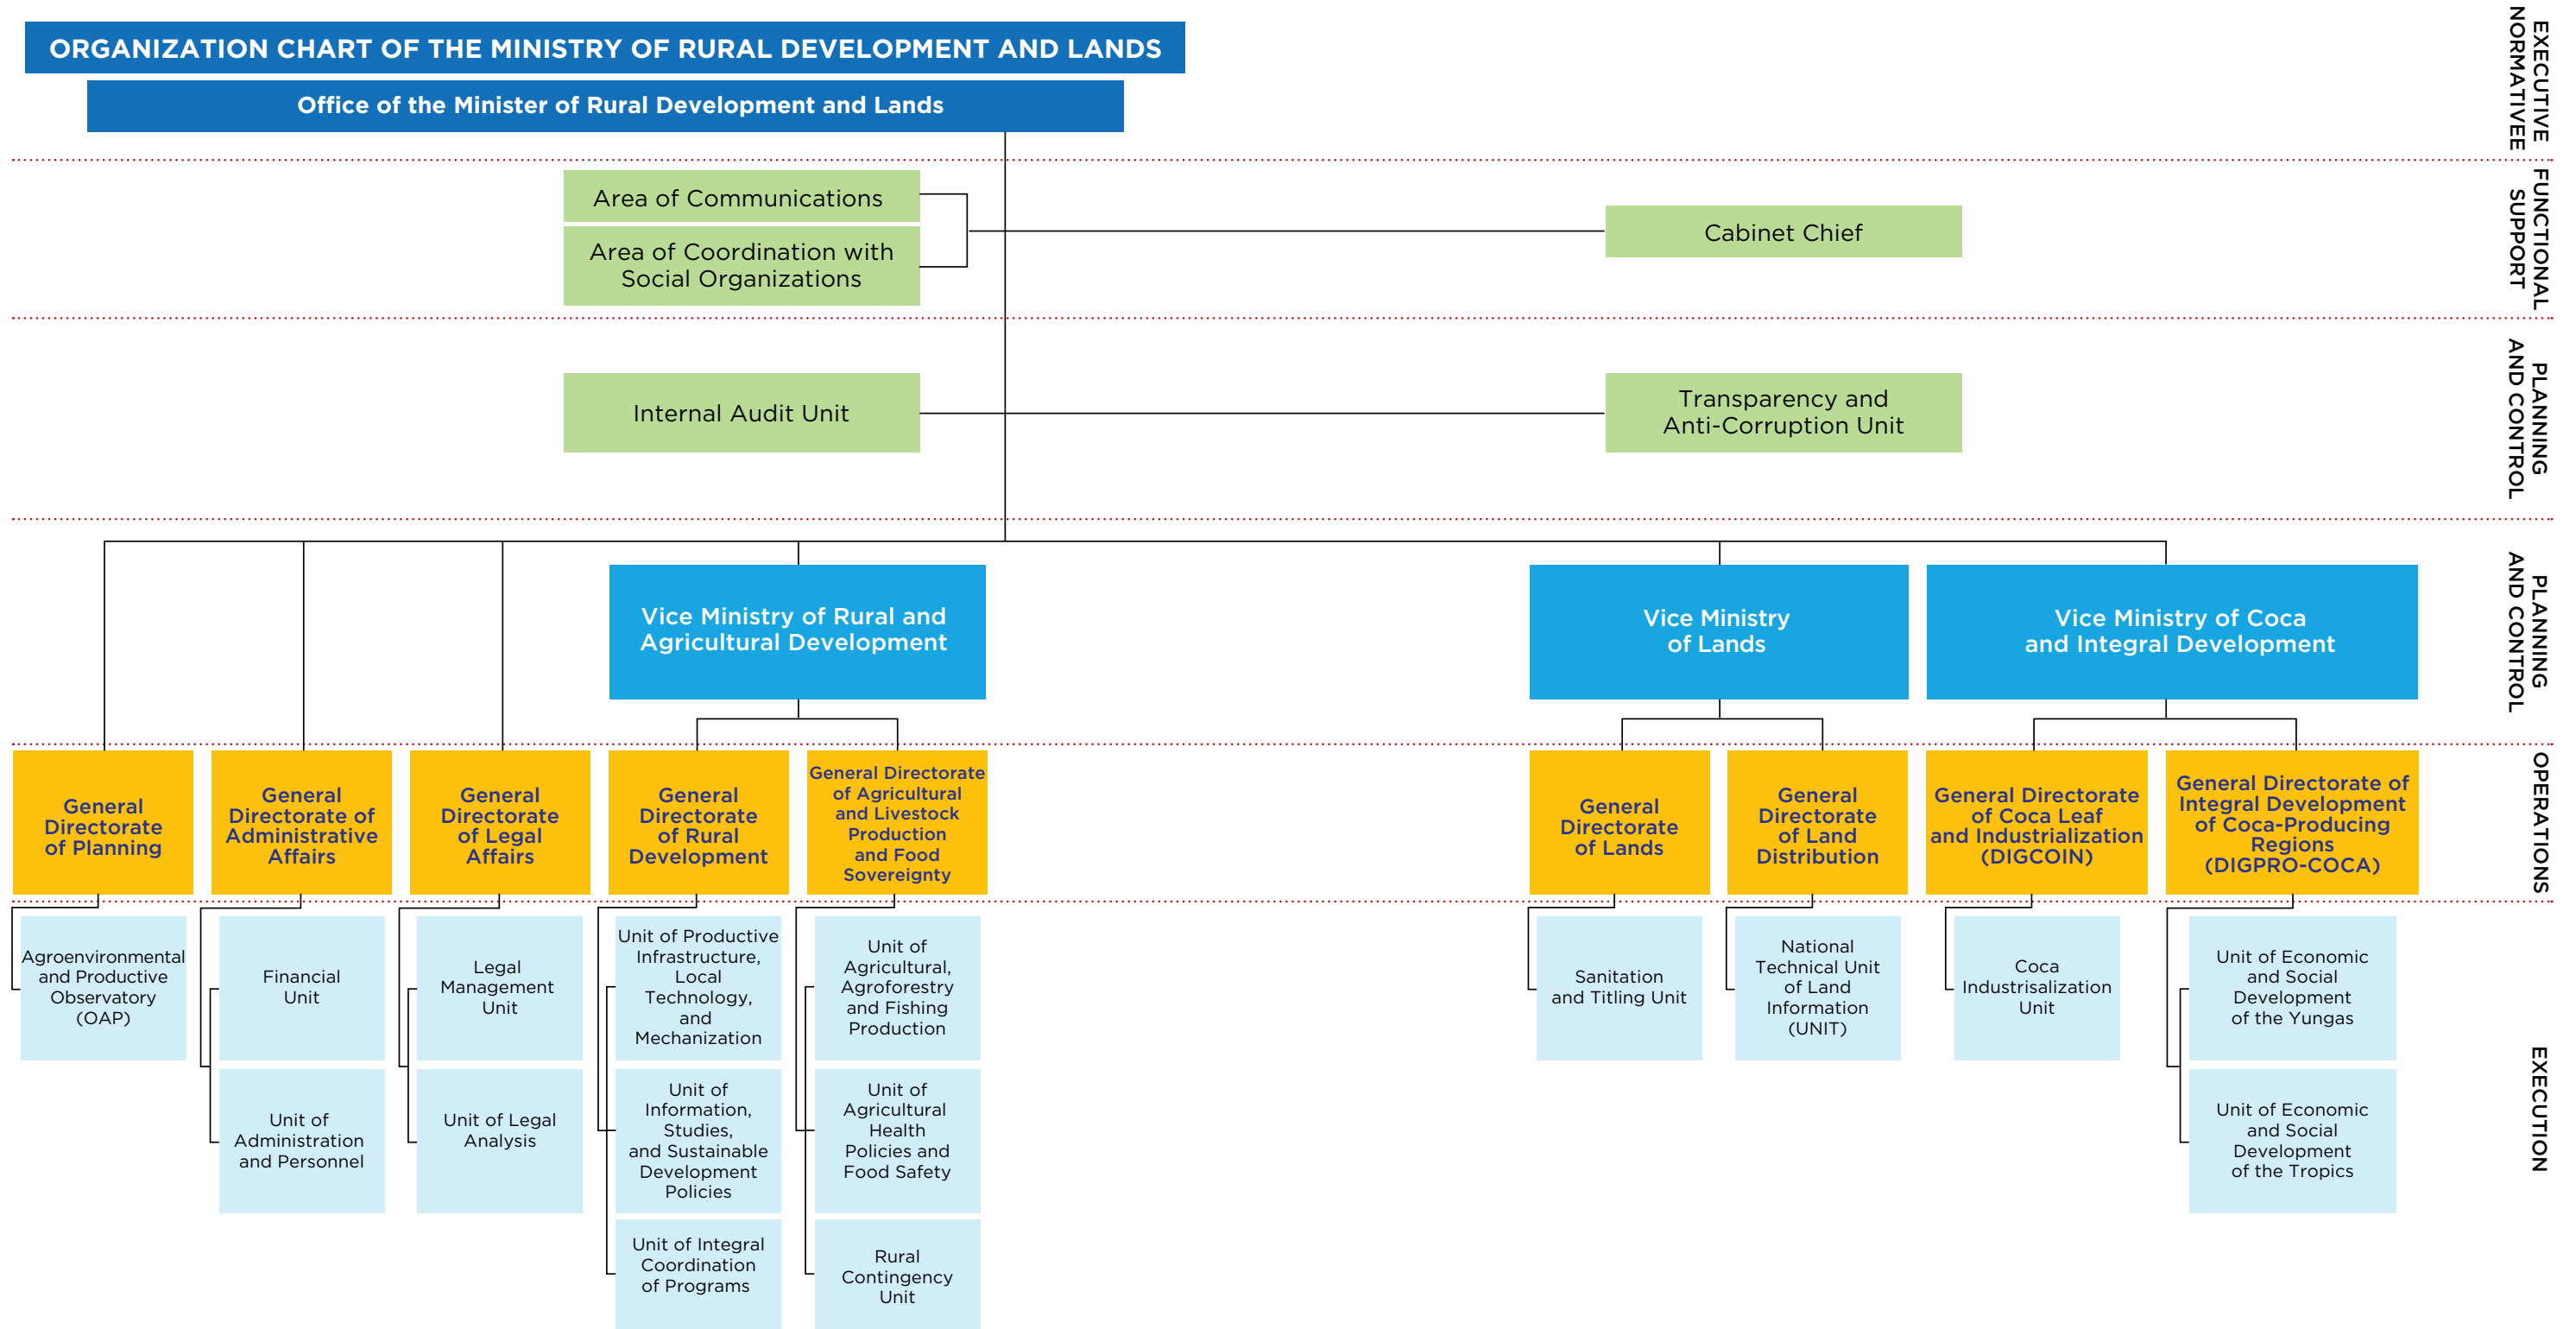 ORGANIZATION CHART OF THE MINISTRY OF RURAL DEVELOPMENT AND LANDS
Office of the Minister of Rural Development and Lands
EXECUTIVE
NORMATIVEE
Area of Communications
Area of Coordination with
Social Organizations
Cabinet Chief
FUNCTIONAL
SUPPORT
Internal Audit Unit
Transparency and
Anti-Corruption Unit
PLANNING
AND CONTROL
Vice Ministry of Rural and
Agricultural Development
Vice Ministry
of Lands
Vice Ministry of Coca
and Integral Development
PLANNING
AND CONTROL
General
Directorate
of Planning
General
Directorate of
Administrative
Affairs
General
Directorate
of Legal
Affairs
General
Directorate
of Rural
Development
General Directorate
of Agricultural
and Livestock
Production
and Food
Sovereignty
General
Directorate
of Lands
General
Directorate
of Land
Distribution
General Directorate
of Coca Leaf
and Industrialization
(DIGCOIN)
General Directorate of
Integral Development
of Coca-Producing
Regions
(DIGPRO-COCA)
OPERATIONS
Agroenvironmental
and Productive
Observatory
(OAP)
Financial
Unit
Legal
Management
Unit
Unit of Productive
Infrastructure,
Local
Technology,
and
Mechanization
Unit of
Agricultural,
Agroforestry
and Fishing
Production
Sanitation
and Titling Unit
National
Technical Unit
of Land
Information
(UNIT)
Coca
Industrisalization
Unit
Unit of Economic
and Social
Development
of the Yungas
Unit of
Administration
and Personnel
Unit of Legal
Analysis
Unit of
Information,
Studies,
and Sustainable
Development
Policies
Unit of
Agricultural
Health
Policies and
Food Safety
Unit of Economic
and Social
Development
of the Tropics
Unit of Integral
Coordination
of Programs
Rural
Contingency
Unit
EXECUTION